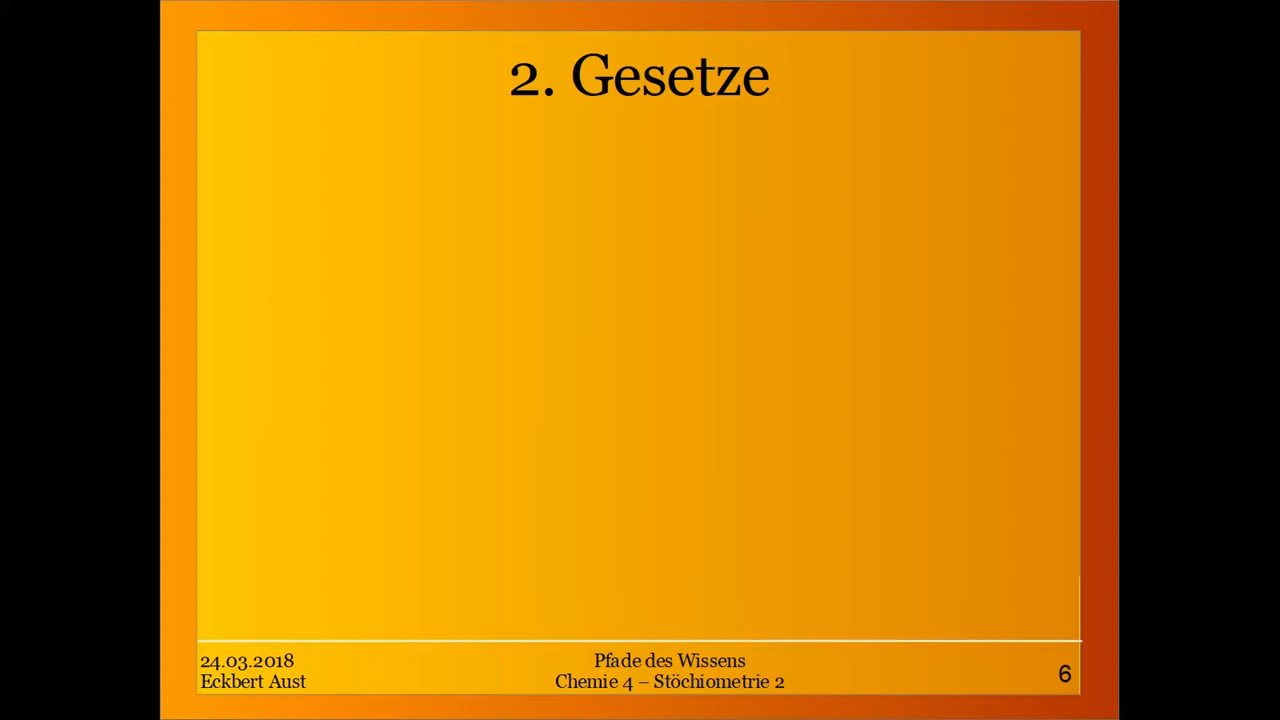 2. Gesetze
24.03.2018
Eckbert Aust
Pfade des Wissens
Chemie 4 – Stöchiometrie 2
6